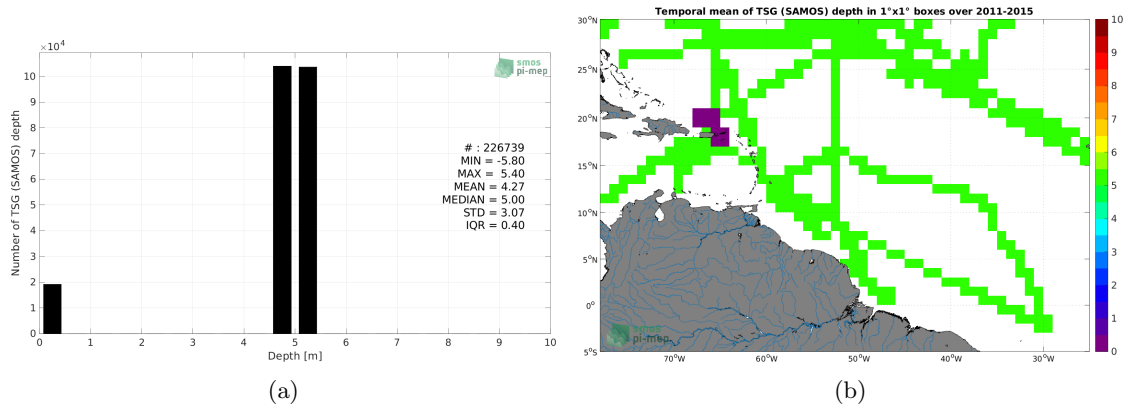 ×10⁴
10
9
8
7
6
5
4
3
2
1
0
Number of TSG (SAMOS) depth
smos
pi-mep
# : 226739
MIN = -5.80
MAX = 5.40
MEAN = 4.27
MEDIAN = 5.00
STD = 3.07
IQR = 0.40
0 1 2 3 4 5 6 7 8 9 10
Depth [m]
(a)
Temporal mean of TSG (SAMOS) depth in 1°x1° boxes over 2011-2015
30°N
25°N
20°N
15°N
10°N
5°N
0°
5°S
70°W 60°W 50°W 40°W 30°W
smos
pi-mep
10
9
8
7
6
5
4
3
2
1
0
(b)